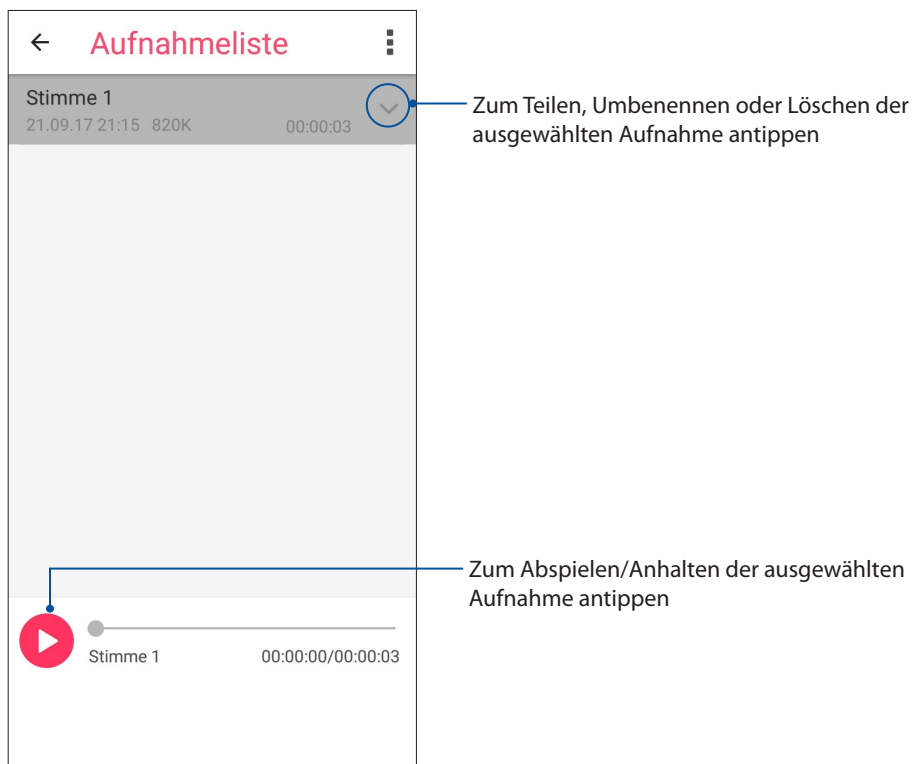 Aufnahmeliste
Stimme 1
21.09.17 21:15 820K 00:00:03
Zum Teilen, Umbenennen oder Löschen der
ausgewählten Aufnahme antippen
Zum Abspielen/Anhalten der ausgewählten
Aufnahme antippen
Stimme 1 00:00:00/00:00:03